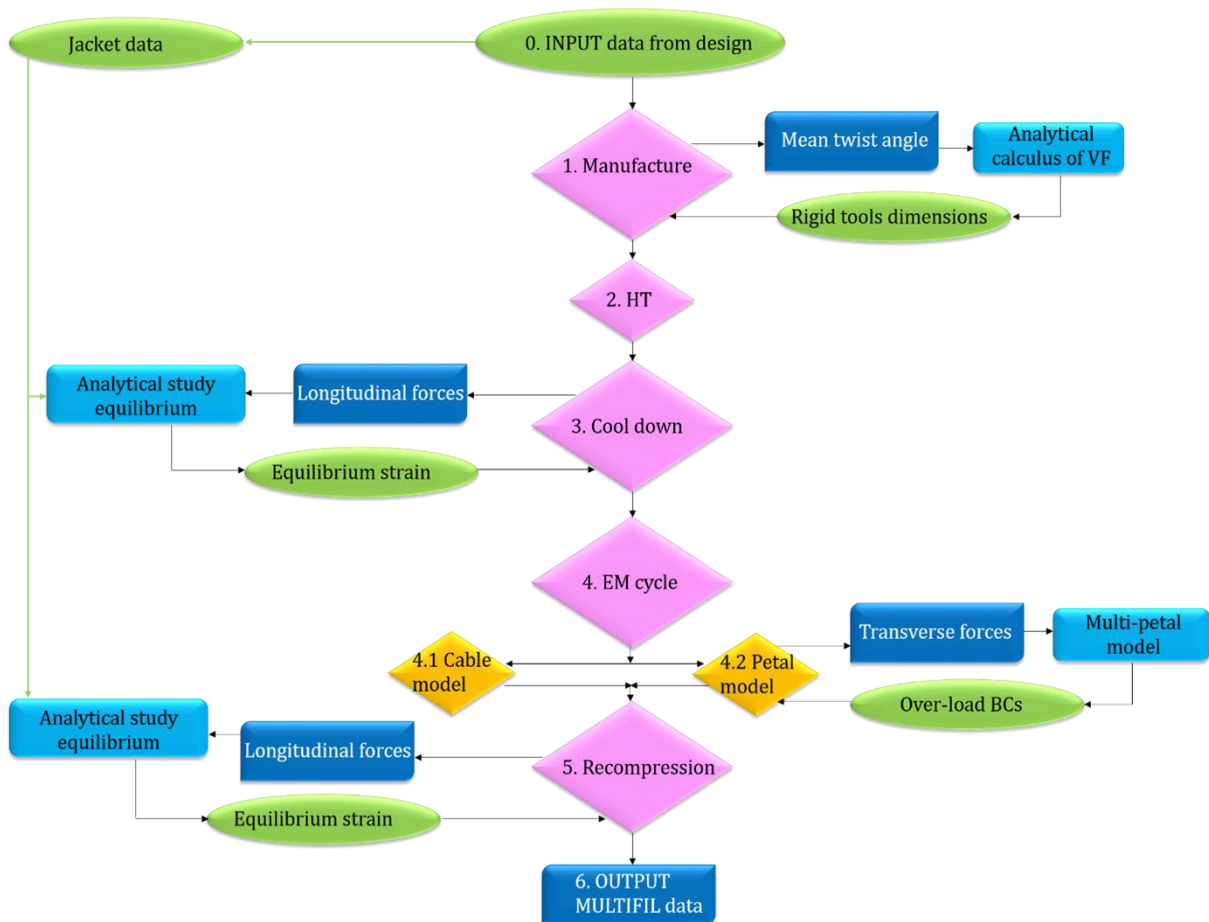 Jacket data
0. INPUT data from design
1. Manufacture
Mean twist angle
Analytical
calculus of VF
Rigid tools dimensions
2. HT
Analytical study
equilibrium
Longitudinal forces
3. Cool down
Equilibrium strain
4. EM cycle
4.1 Cable
model
4.2 Petal
model
Transverse forces
Multi-petal
model
Over-load BCs
Analytical study
equilibrium
Longitudinal forces
5. Recompression
Equilibrium strain
6. OUTPUT
MULTIFIL data